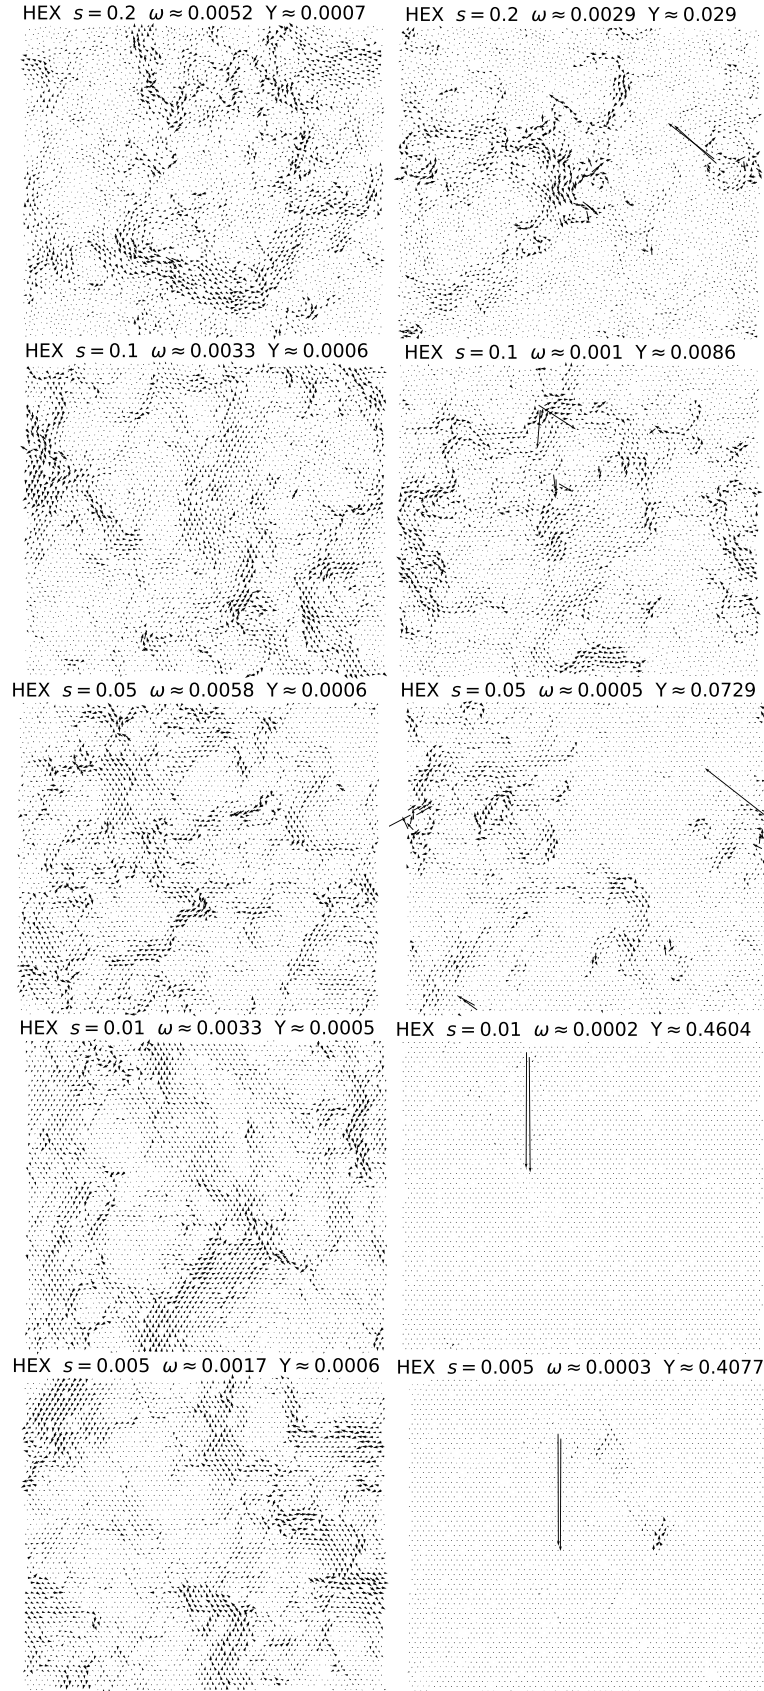 HEX s = 0.2 ω ≈ 0.0052 Y ≈ 0.0007
HEX s = 0.2 ω ≈ 0.0029 Y ≈ 0.029
HEX s = 0.1 ω ≈ 0.0033 Y ≈ 0.0006
HEX s = 0.1 ω ≈ 0.001 Y ≈ 0.0086
HEX s = 0.05 ω ≈ 0.0058 Y ≈ 0.0006
HEX s = 0.05 ω ≈ 0.0005 Y ≈ 0.0729
HEX s = 0.01 ω ≈ 0.0033 Y ≈ 0.0005
HEX s = 0.01 ω ≈ 0.0002 Y ≈ 0.4604
HEX s = 0.005 ω ≈ 0.0017 Y ≈ 0.0006
HEX s = 0.005 ω ≈ 0.0003 Y ≈ 0.4077